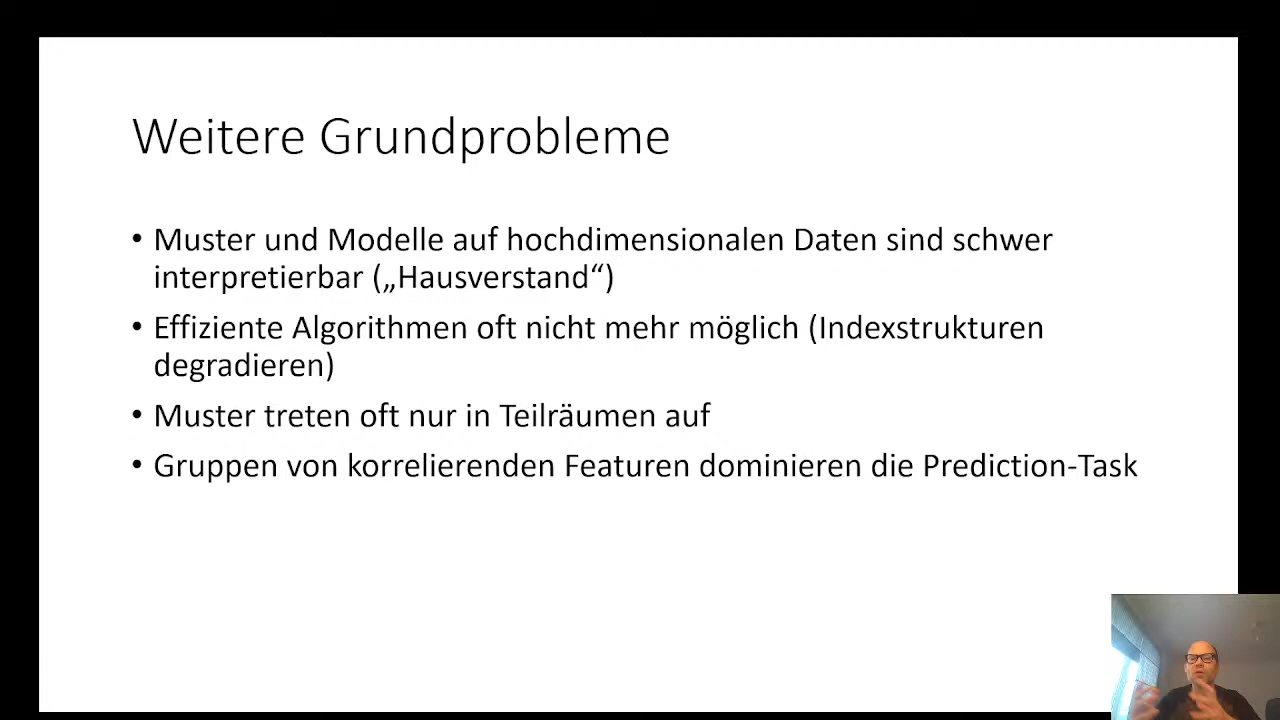 Weitere Grundprobleme
• Muster und Modelle auf hochdimensionalen Daten sind schwer
interpretierbar („Hausverstand“)
• Effiziente Algorithmen oft nicht mehr möglich (Indexstrukturen
degradieren)
• Muster treten oft nur in Teilräumen auf
• Gruppen von korrelierenden Featuren dominieren die Prediction-Task